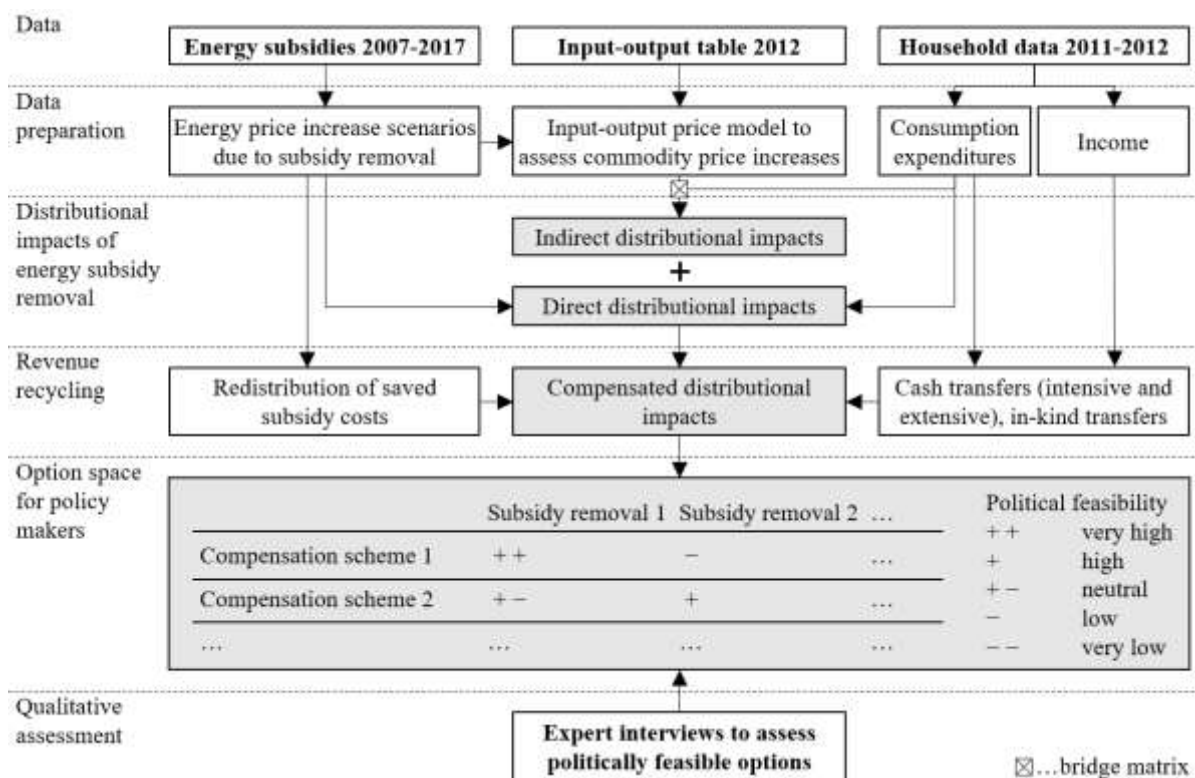 Data
Energy subsidies 2007-2017
Input-output table 2012
Household data 2011-2012
Data
preparation
Energy price increase scenarios
due to subsidy removal
Input-output price model to
assess commodity price increases
Consumption
expenditures
Income
Distributional
impacts of
energy subsidy
removal
Indirect distributional impacts
+
Direct distributional impacts
Revenue
recycling
Redistribution of saved
subsidy costs
Compensated distributional
impacts
Cash transfers (intensive and
extensive), in-kind transfers
Option space
for policy
makers
Subsidy removal 1 Subsidy removal 2 …
Compensation scheme 1 + + − …
Compensation scheme 2 + − + …
… … … …
Political feasibility
+ + very high
+ high
+ − neutral
− low
− − very low
Qualitative
assessment
Expert interviews to assess
politically feasible options
…bridge matrix